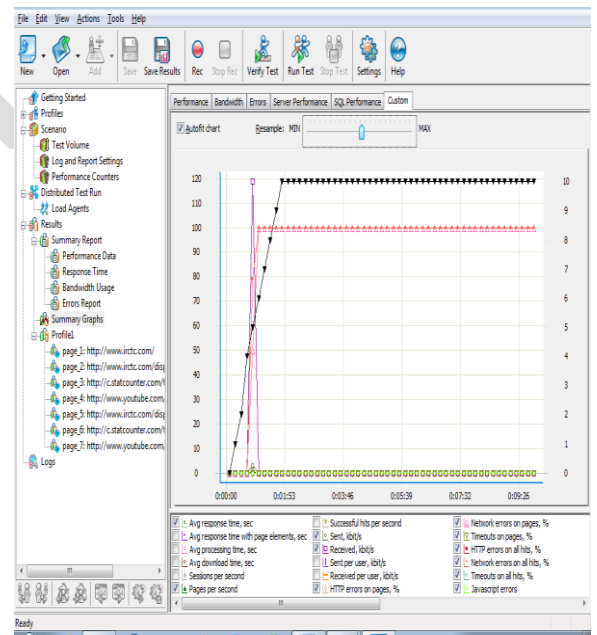 File Edit View Actions Tools Help
New Open Add Save Save Results Rec Stop Rec Verify Test Run Test Stop Test Settings Help
Getting Started
Profiles
Scenario
Test Volume
Log and Report Settings
Performance Counters
Distributed Test Run
Load Agents
Results
Summary Report
Performance Data
Response Time
Bandwidth Usage
Errors Report
Summary Graphs
Profile1
page_1: http://www.irctc.com/
page_2: http://www.irctc.com/disp
page_3: http://c.statcounter.com/t
page_4: http://www.youtube.com,
page_5: http://www.irctc.com/disp
page_6: http://c.statcounter.com/t
page_7: http://www.youtube.com,
Logs
Performance Bandwidth Errors Server Performance SQL Performance Custom
Autofit chart Resample: MIN MAX
120 10
110
9
100
90 8
80
7
70
6
60
5
50
4
40
3
30
2
20
10 1
0 0
0:00:00 0:01:53 0:03:46 0:05:39 0:07:32 0:09:26
Avg response time, sec Successful hits per second Network errors on pages, %
Avg response time with page elements, sec Sent, kbit/s Timeouts on pages, %
Avg processing time, sec Received, kbit/s HTTP errors on all hits, %
Avg download time, sec Sent per user, kbit/s Network errors on all hits, %
Sessions per second Received per user, kbit/s Timeouts on all hits, %
Pages per second HTTP errors on pages, % Javascript errors
Ready